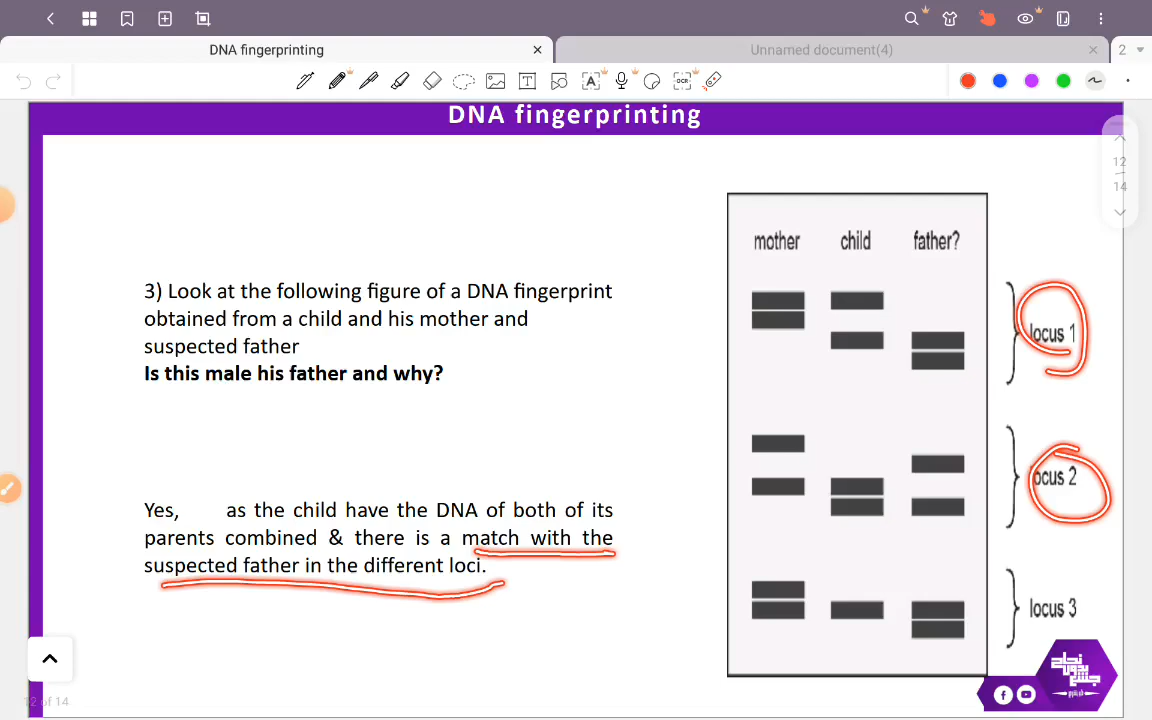 DNA fingerprinting
Unnamed document(4)
2
DNA fingerprinting
12
14
mother child father?
3) Look at the following figure of a DNA fingerprint
obtained from a child and his mother and
suspected father
Is this male his father and why?
locus 1
locus 2
Yes, as the child have the DNA of both of its
parents combined & there is a match with the
suspected father in the different loci.
locus 3
12 of 14